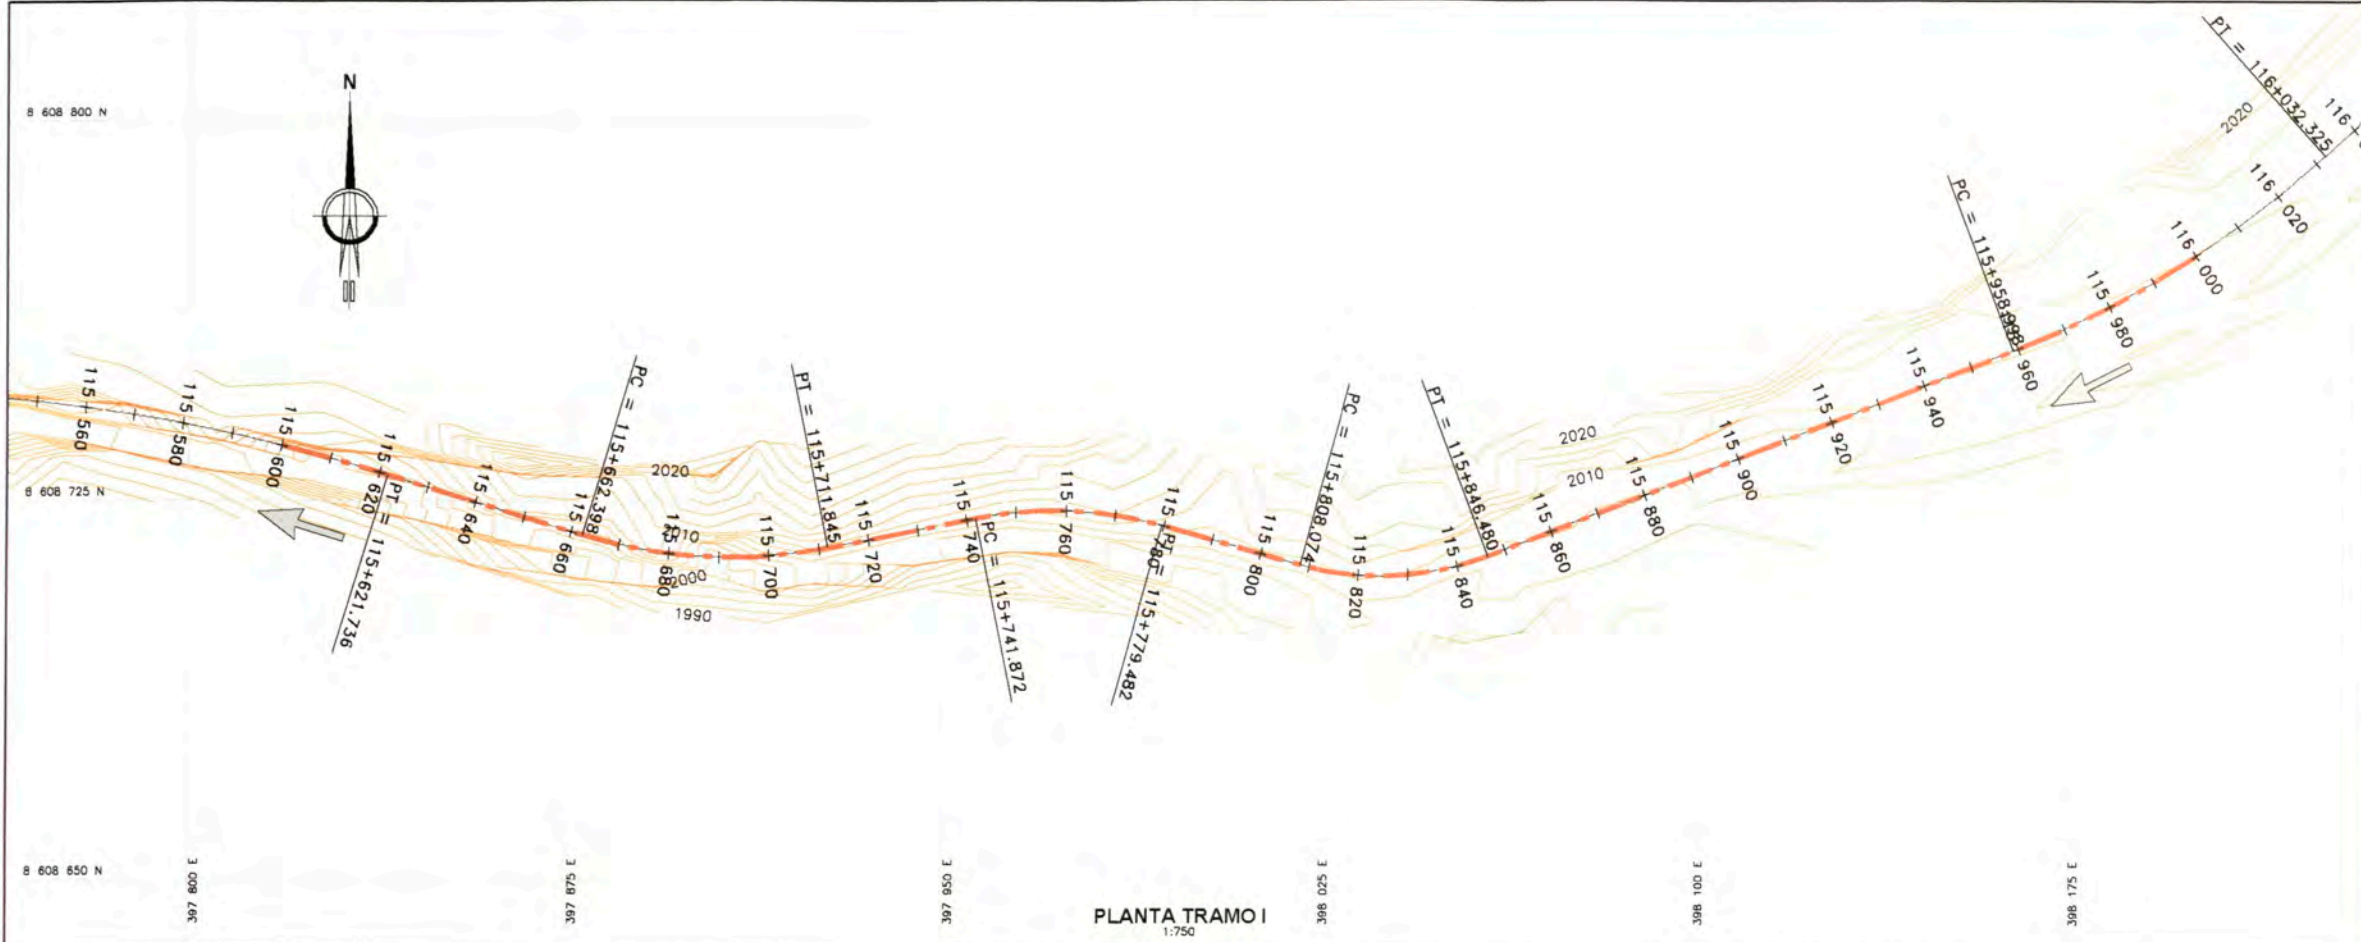 N
8 608 800 N
8 608 725 N
8 608 650 N
397 800 E
397 875 E
397 950 E
398 025 E
398 100 E
398 175 E
115 560
115 580
115 600
115 620
PT = 115+621.736
115 640
115 660
PC = 115+662.398
115 680
115 700
PT = 115+711.845
115 720
115 740
PC = 115+741.872
115 760
115 780
PT = 115+779.482
115 800
PC = 115+808.074
115 820
115 840
PT = 115+846.480
115 860
115 880
115 900
115 920
115 940
115 960
115 980
116 000
116 020
PT = 116+032.325
116
2020
2010
2000
1990
2020
2010
2020
PLANTA TRAMO I
1:750